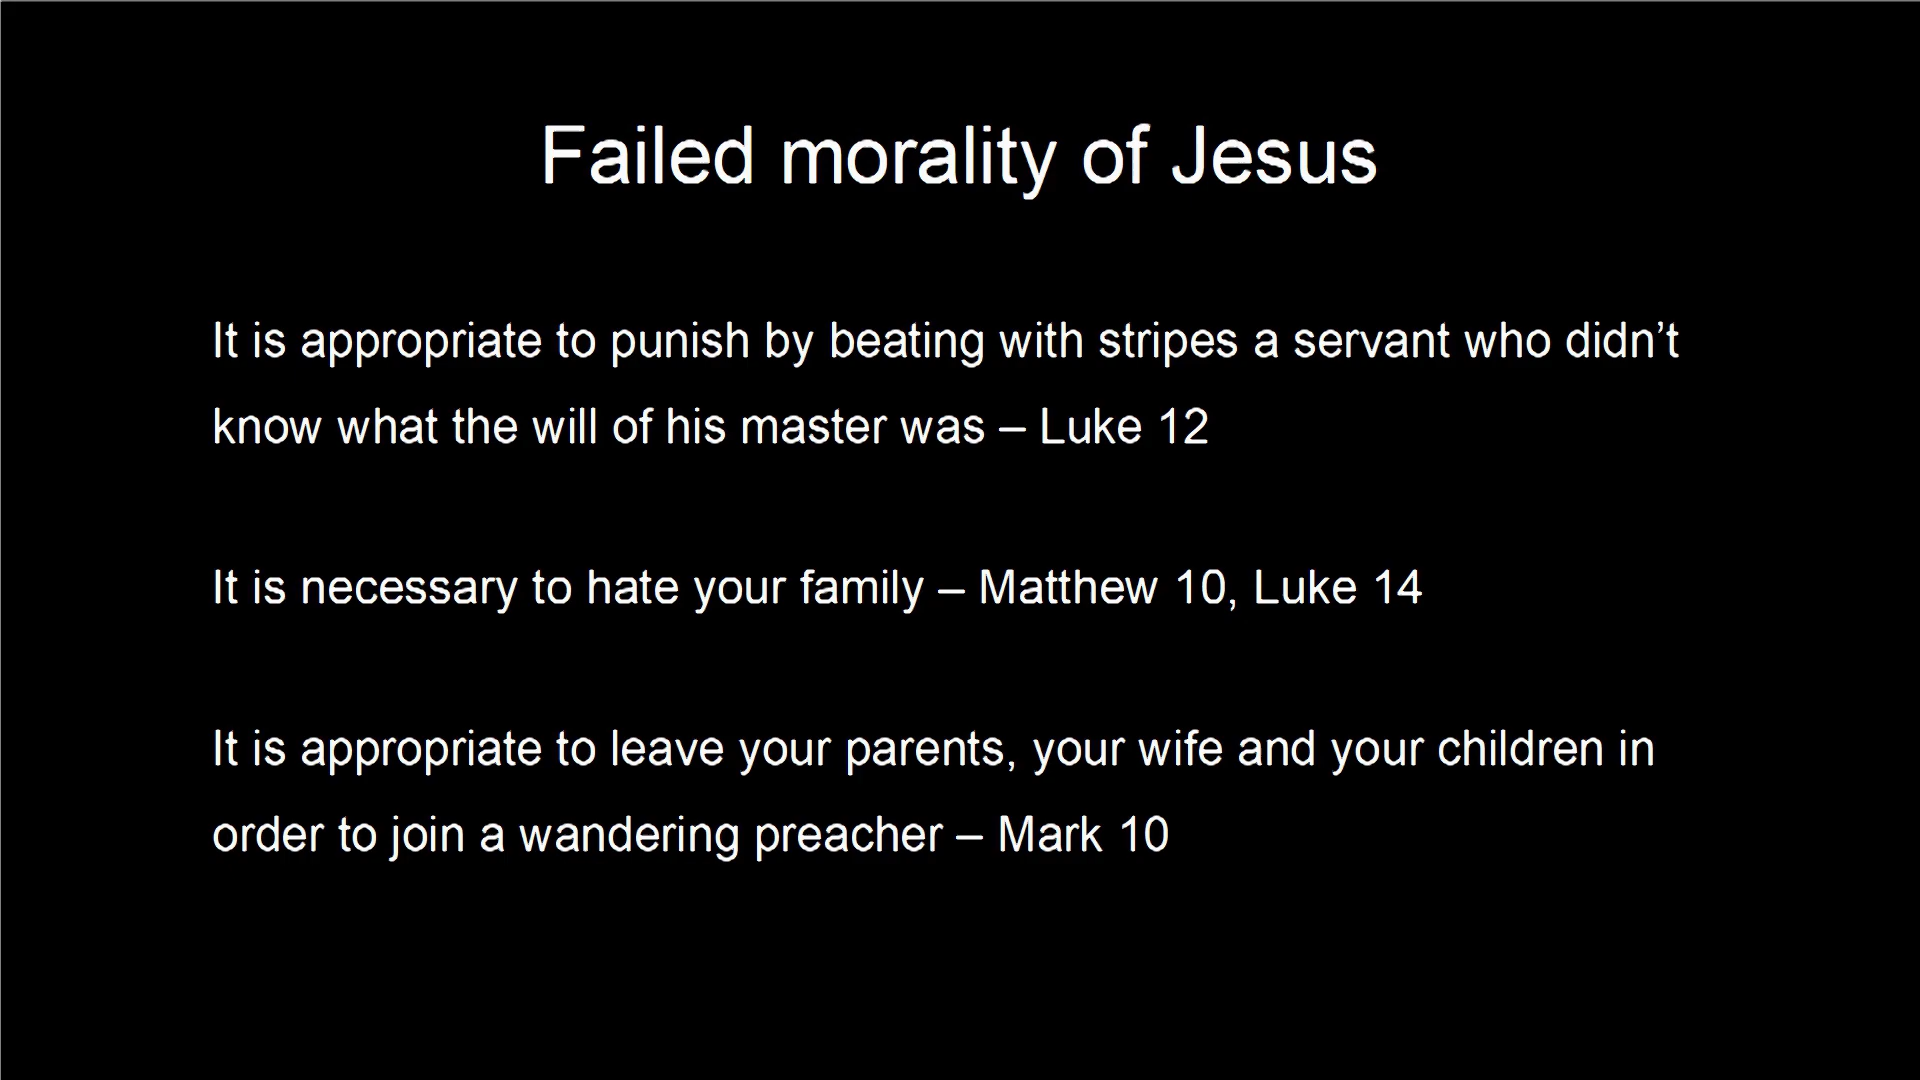 Failed morality of Jesus
It is appropriate to punish by beating with stripes a servant who didn’t
know what the will of his master was – Luke 12
It is necessary to hate your family – Matthew 10, Luke 14
It is appropriate to leave your parents, your wife and your children in
order to join a wandering preacher – Mark 10